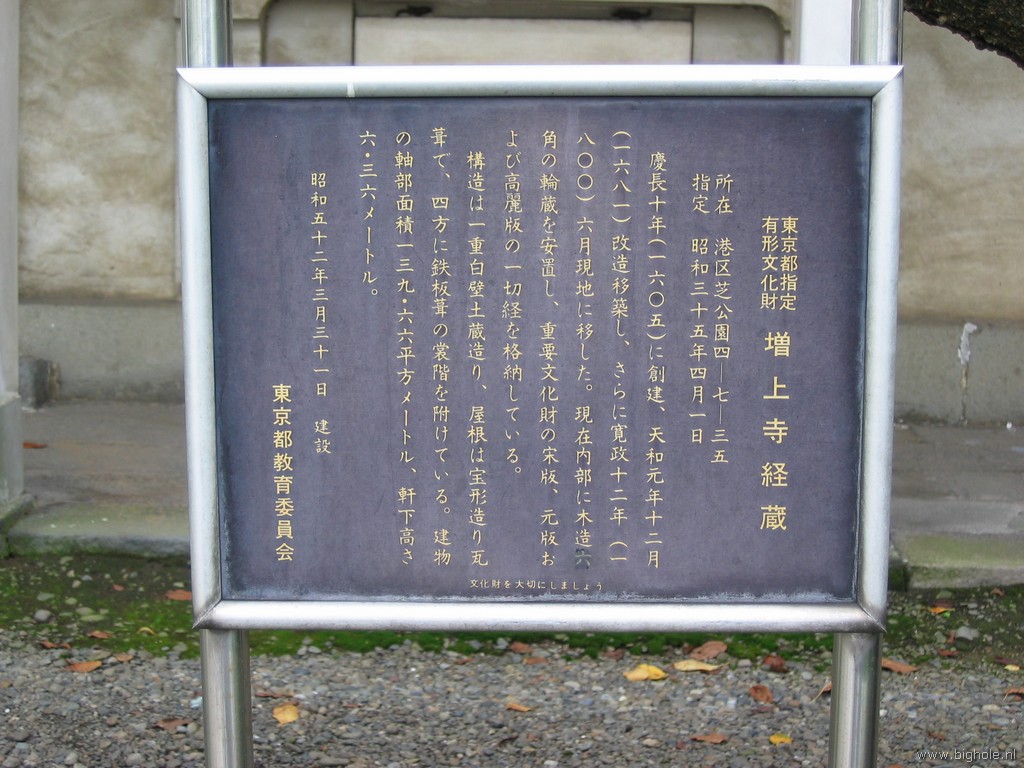 東京都指定
有形文化財
増上寺経蔵
所在 港区芝公園四―七―三五
指定 昭和三十五年四月一日
慶長十年(一六〇五)に創建、天和元年十二月
(一六八一)改造移築し、さらに寛政十二年(一
八〇〇)六月現地に移した。現在内部に木造六
角の輪蔵を安置し、重要文化財の宋版、元版お
よび高麗版の一切経を格納している。
構造は一重白壁土蔵造り、屋根は宝形造り瓦
葺で、四方に鉄板葺の裳階を附けている。建物
の軸部面積一三九・六六平方メートル、軒下高さ
六・三六メートル。
昭和五十二年三月三十一日 建設
東京都教育委員会
文化財を大切にしましょう
www.bighole.nl